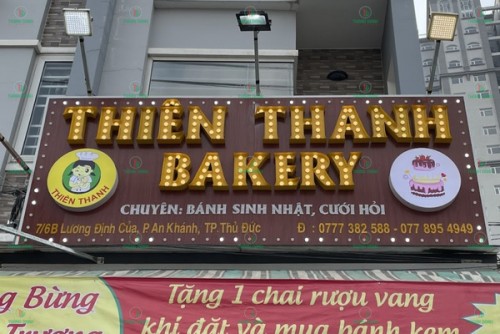 THIÊN THANH
BAKERY
THIÊN THANH
CHUYÊN: BÁNH SINH NHẬT, CƯỚI HỎI
7/6B Lương Định Của, P.An Khánh, TP Thủ Đức Đ : 0777 382 588 - 077 895 4949
g Bừng
Trương
Tặng 1 chai rượu vang
khi đặt và mua bánh kem